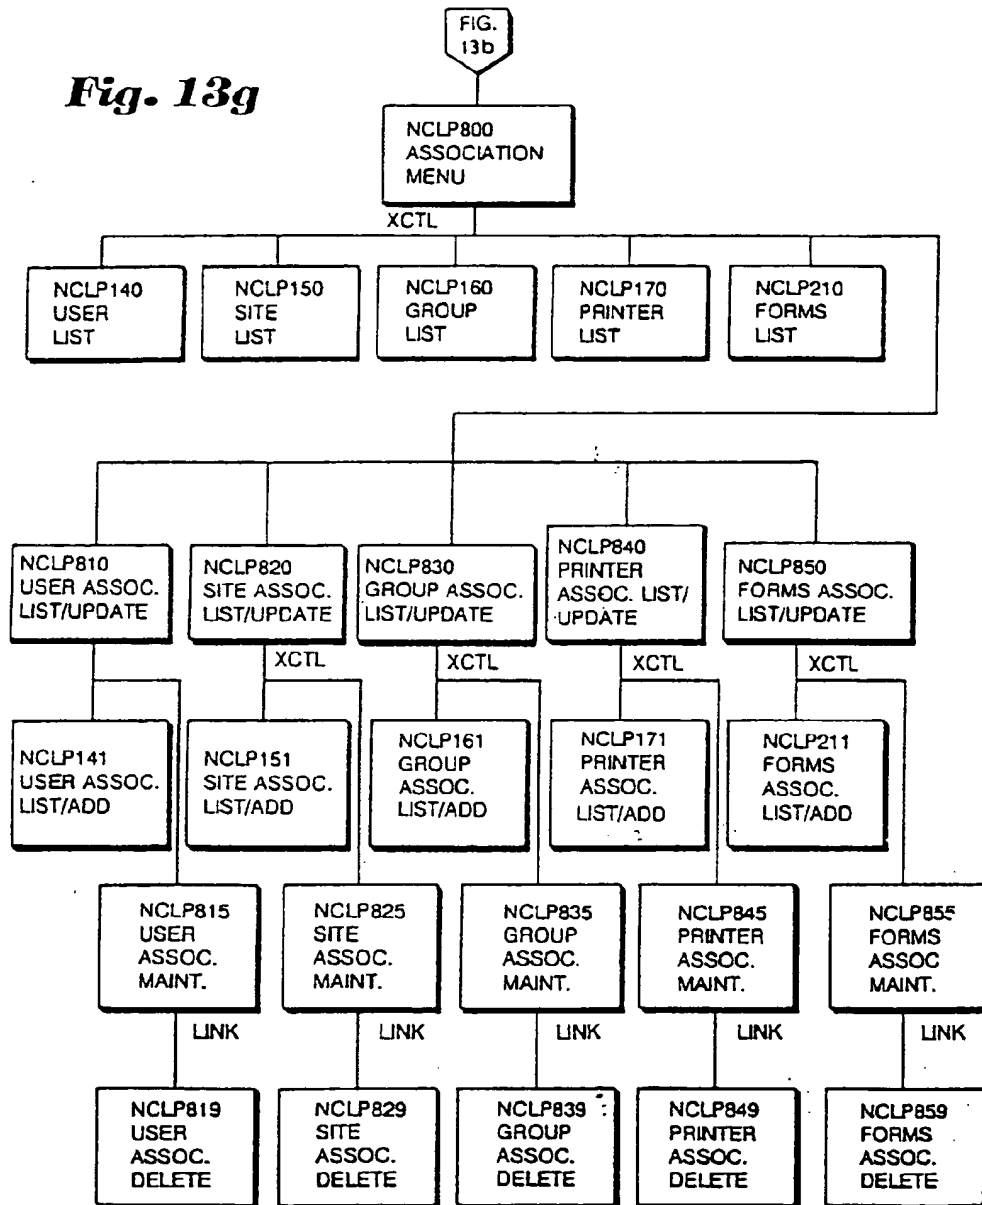 FIG.
13b
Fig. 13g
NCLP800
ASSOCIATION
MENU
XCTL
NCLP140
USER
LIST
NCLP150
SITE
LIST
NCLP160
GROUP
LIST
NCLP170
PRINTER
LIST
NCLP210
FORMS
LIST
NCLP810
USER ASSOC.
LIST/UPDATE
NCLP820
SITE ASSOC.
LIST/UPDATE
NCLP830
GROUP ASSOC.
LIST/UPDATE
NCLP840
PRINTER
ASSOC. LIST/
UPDATE
NCLP850
FORMS ASSOC.
LIST/UPDATE
XCTL
XCTL
XCTL
XCTL
NCLP141
USER ASSOC.
LIST/ADD
NCLP151
SITE ASSOC.
LIST/ADD
NCLP161
GROUP
ASSOC.
LIST/ADD
NCLP171
PRINTER
ASSOC.
LIST/ADD
NCLP211
FORMS
ASSOC.
LIST/ADD
NCLP815
USER
ASSOC.
MAINT.
NCLP825
SITE
ASSOC.
MAINT.
NCLP835
GROUP
ASSOC.
MAINT.
NCLP845
PRINTER
ASSOC.
MAINT.
NCLP855
FORMS
ASSOC
MAINT.
LINK
LINK
LINK
LINK
LINK
NCLP819
USER
ASSOC.
DELETE
NCLP829
SITE
ASSOC.
DELETE
NCLP839
GROUP
ASSOC.
DELETE
NCLP849
PRINTER
ASSOC.
DELETE
NCLP859
FORMS
ASSOC.
DELETE